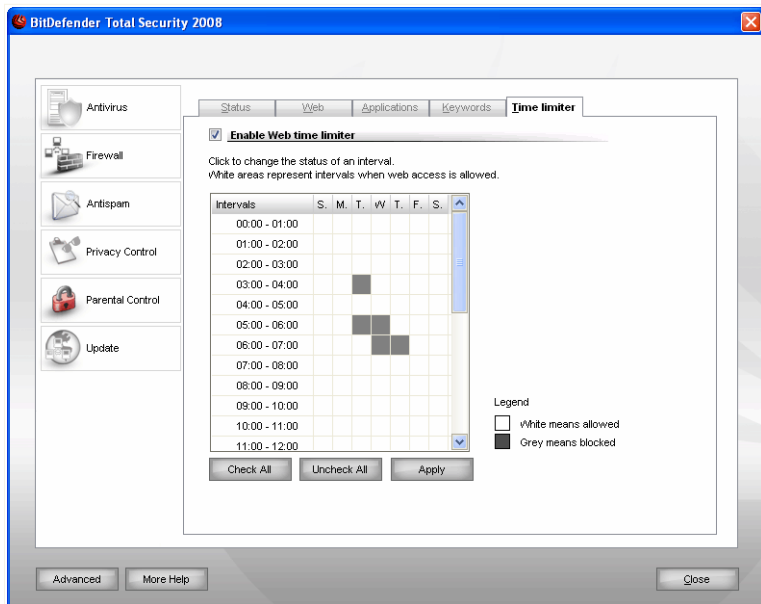 BitDefender Total Security 2008
Antivirus
Firewall
Antispam
Privacy Control
Parental Control
Update
Status Web Applications Keywords Time limiter
Enable Web time limiter
Click to change the status of an interval.
White areas represent intervals when web access is allowed.
Intervals S. M. T. W T. F. S.
00:00 - 01:00
01:00 - 02:00
02:00 - 03:00
03:00 - 04:00
04:00 - 05:00
05:00 - 06:00
06:00 - 07:00
07:00 - 08:00
08:00 - 09:00
09:00 - 10:00
10:00 - 11:00
11:00 - 12:00
Legend
White means allowed
Grey means blocked
Check All Uncheck All Apply
Advanced More Help Close